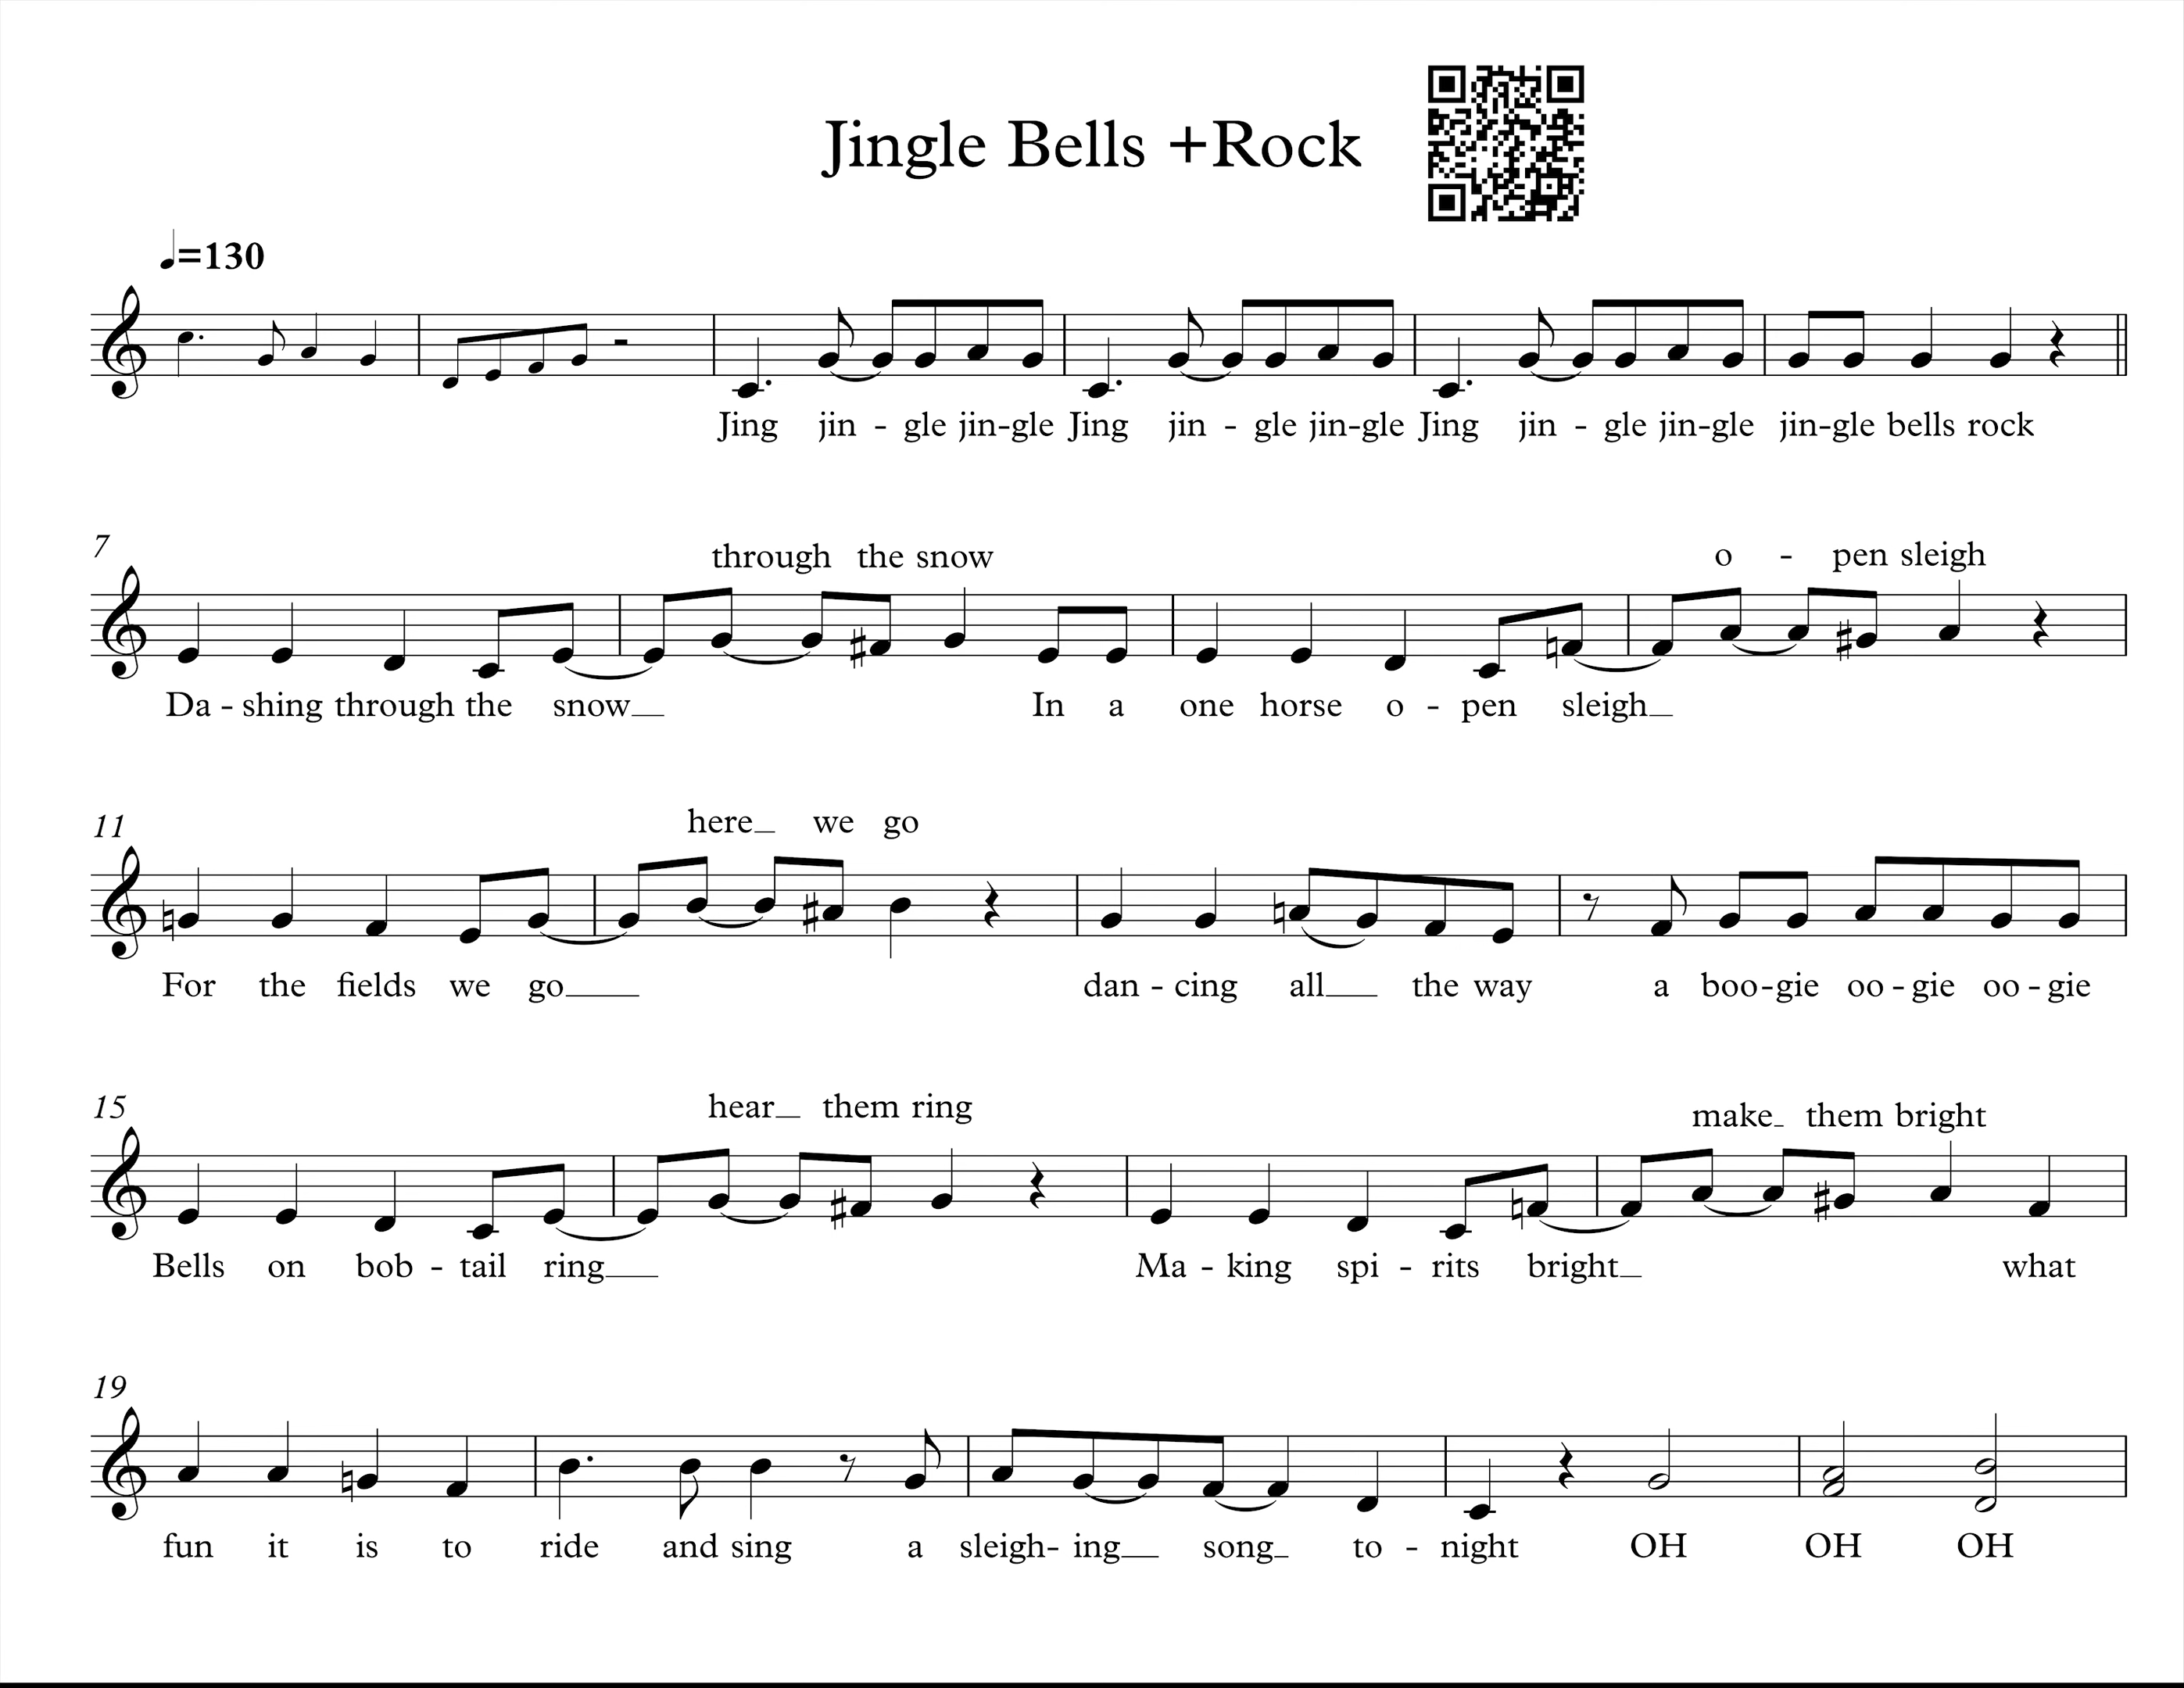 Jingle Bells +Rock
=130
Jing jin - gle jin-gle Jing jin - gle jin-gle Jing jin - gle jin-gle jin-gle bells rock
7
through the snow o - pen sleigh
Da - shing through the snow In a one horse o - pen sleigh
11
here we go
For the fields we go dan - cing all the way a boo-gie oo - gie oo - gie
15
hear them ring make them bright
Bells on bob - tail ring Ma - king spi - rits bright what
19
fun it is to ride and sing a sleigh- ing song to - night OH OH OH